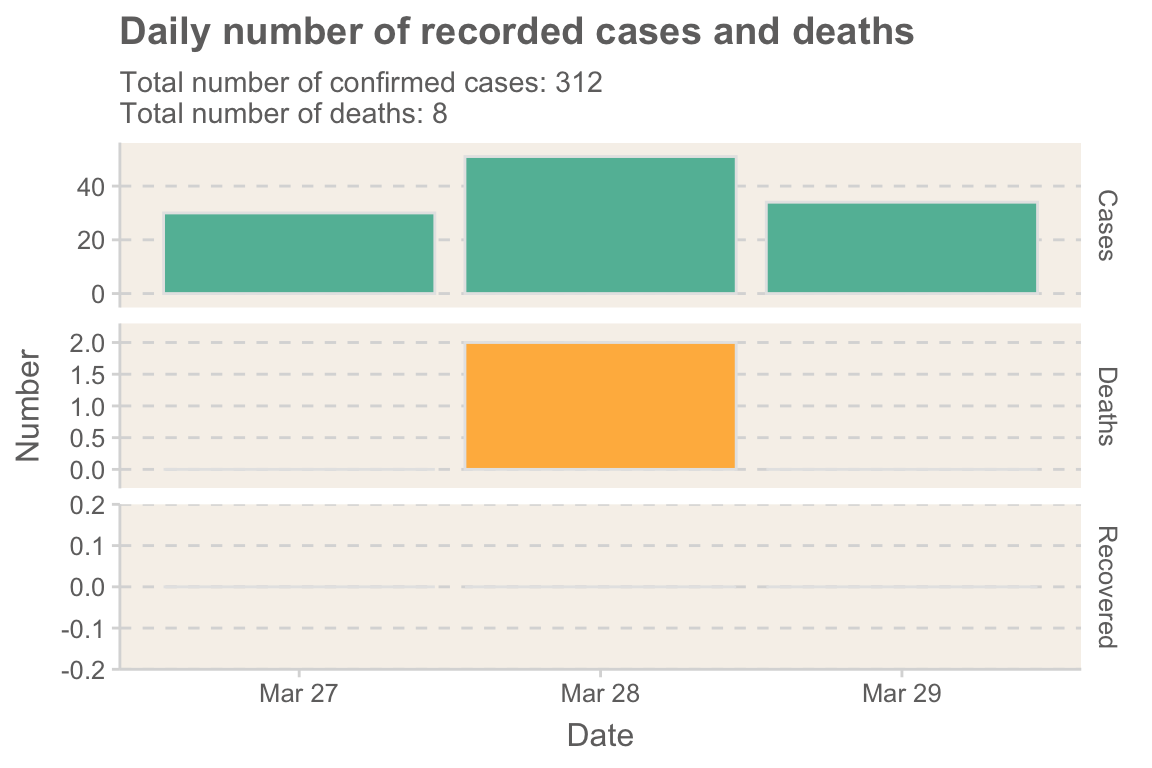 Daily number of recorded cases and deaths
Total number of confirmed cases: 312
Total number of deaths: 8
40
20
0
Cases
2.0
1.5
1.0
0.5
0.0
Deaths
0.2
0.1
0.0
-0.1
-0.2
Recovered
Number
Mar 27 Mar 28 Mar 29
Date